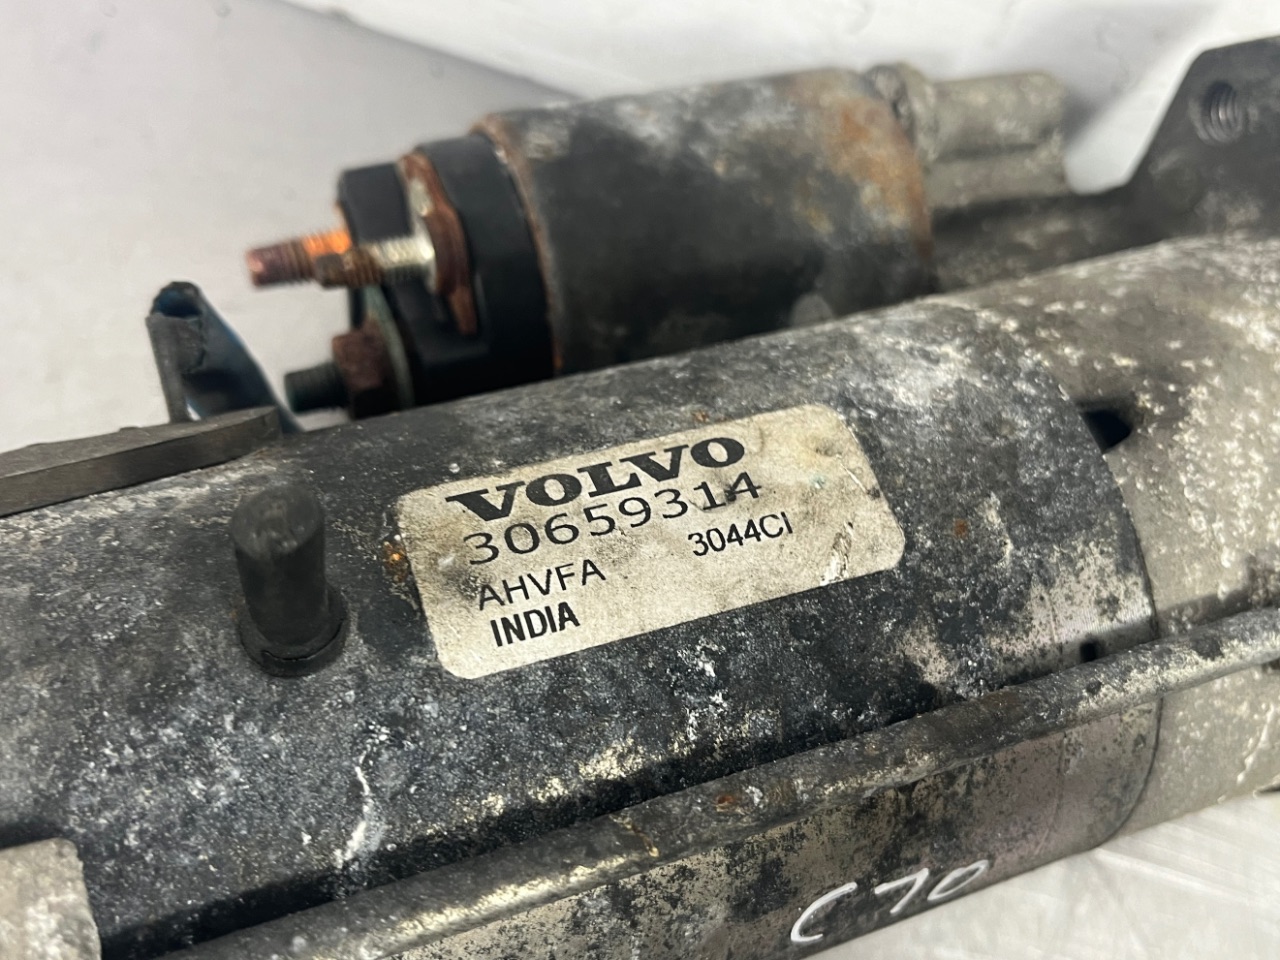 VOLVO
30659314
AHVFA 3044CI
INDIA
C70